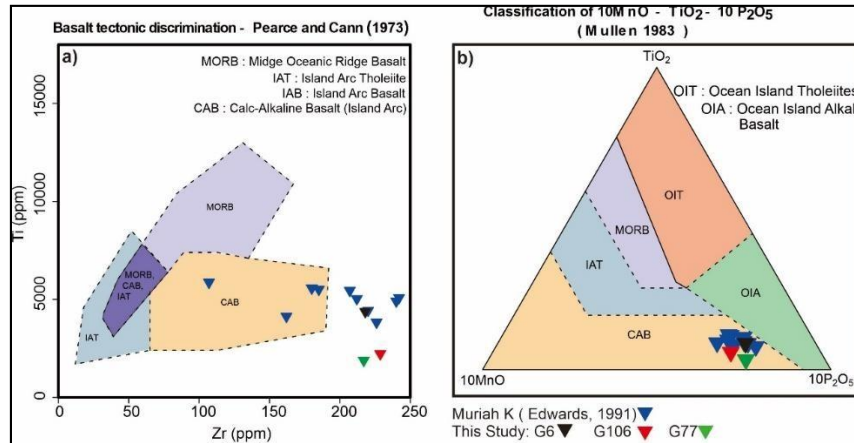 Basalt tectonic discrimination - Pearce and Cann (1973)
a)
MORB : Midge Oceanic Ridge Basalt
IAT : Island Arc Tholeiite
IAB : Island Arc Basalt
CAB : Calc-Alkaline Basalt (Island Arc)
Ti (ppm)
15000
10000
5000
0
MORB
MORB,
CAB,
IAT
IAT
CAB
0 50 100 150 200 250
Zr (ppm)
Classification of 10MnO - TiO₂- 10 P₂O₅
( Mullen 1983 )
b)
TiO₂
OIT : Ocean Island Tholeiites
OIA : Ocean Island Alkal
Basalt
OIT
MORB
IAT
OIA
CAB
10MnO
10P₂O₅
Muriah K ( Edwards, 1991)
This Study: G6 G106 G77